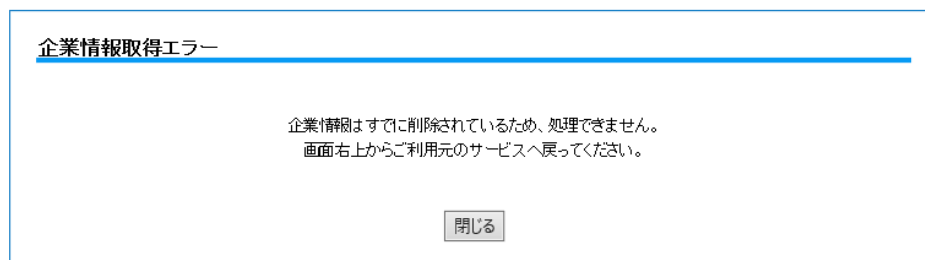 企業情報取得エラー
企業情報はすでに削除されているため、処理できません。
画面右上からご利用元のサービスへ戻ってください。
閉じる